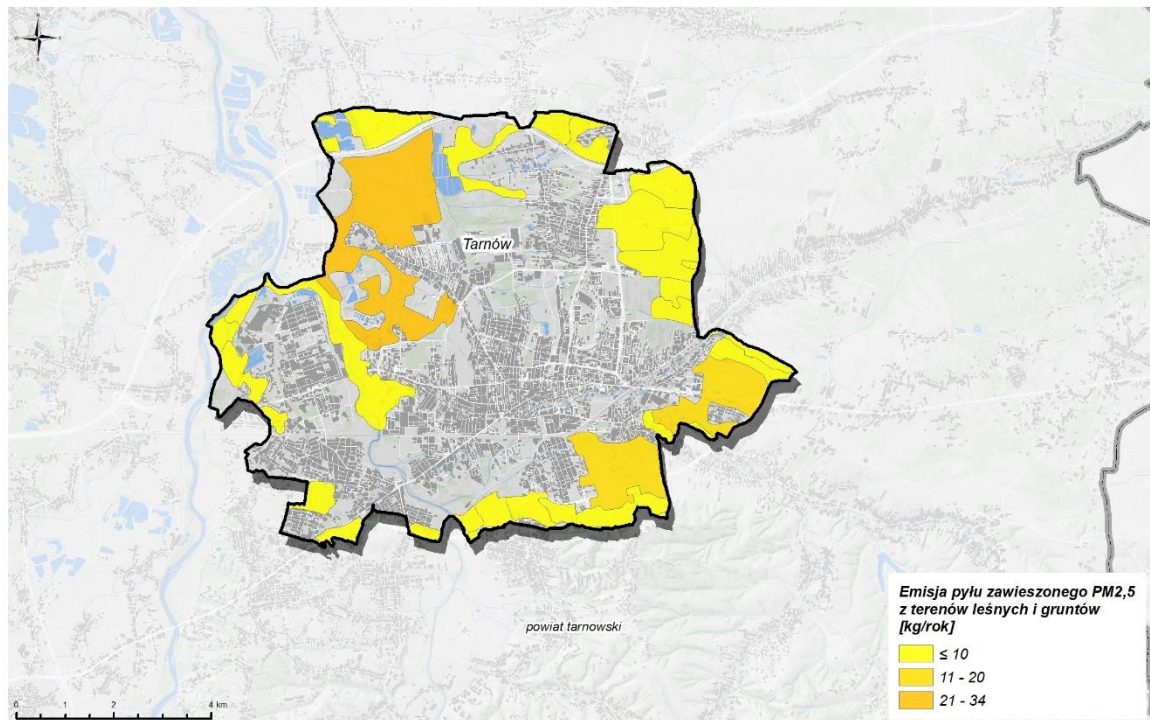 N
W
E
S
Tarnów
powiat tarnowski
Emisja pyłu zawieszonego PM2,5
z terenów leśnych i gruntów
[kg/rok]
≤ 10
11 - 20
21 - 34
0 1 2 4 km